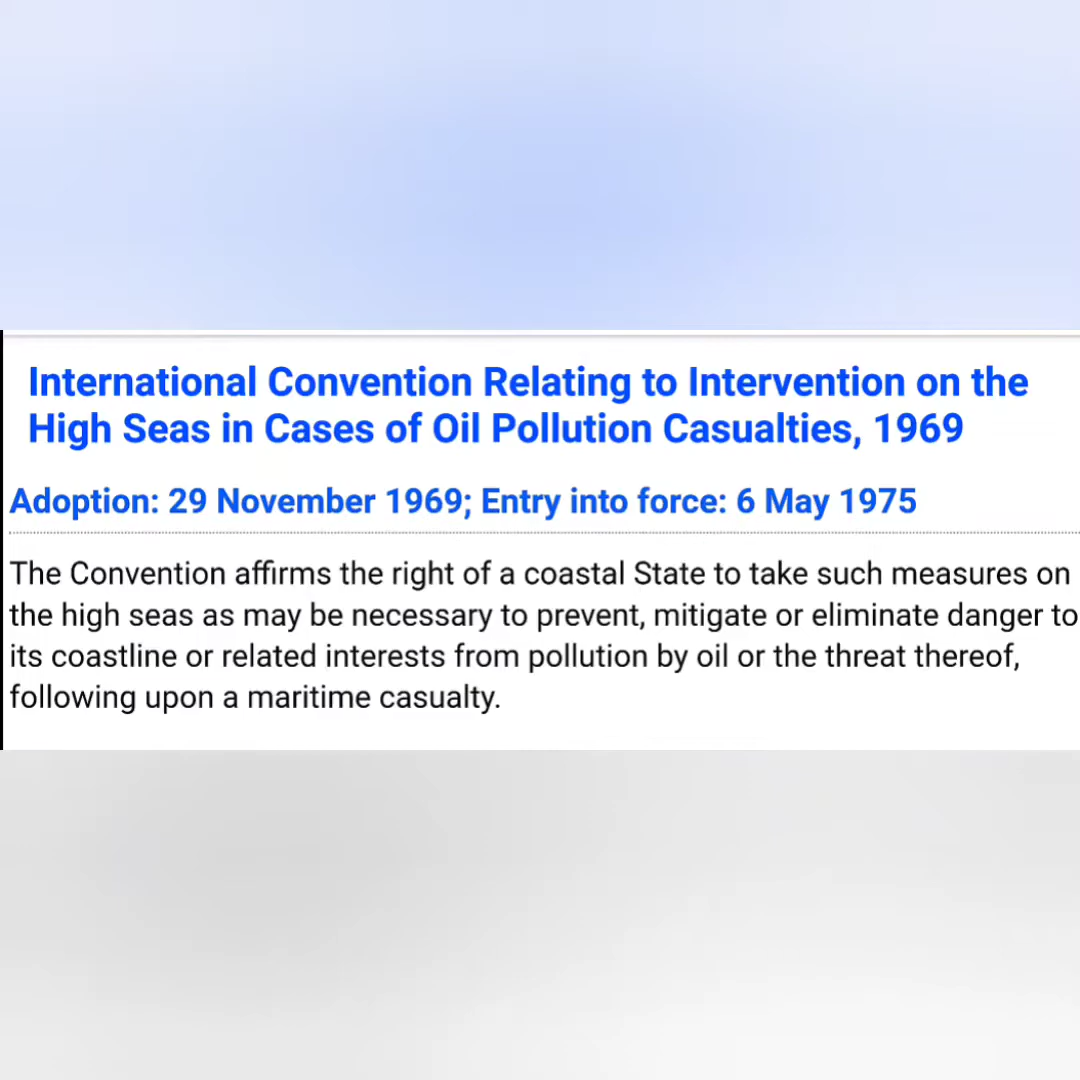 International Convention Relating to Intervention on the
High Seas in Cases of Oil Pollution Casualties, 1969
Adoption: 29 November 1969; Entry into force: 6 May 1975
The Convention affirms the right of a coastal State to take such measures on
the high seas as may be necessary to prevent, mitigate or eliminate danger to
its coastline or related interests from pollution by oil or the threat thereof,
following upon a maritime casualty.